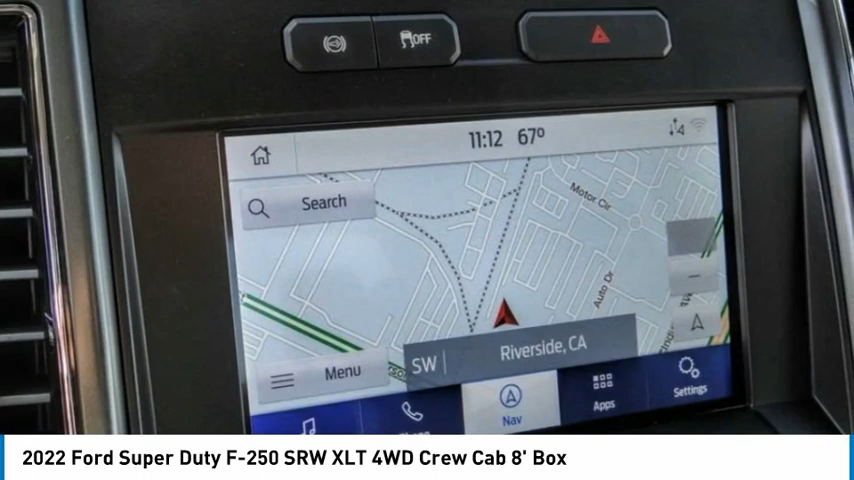 OFF
11:12 67º
Search
Motor Cir
Auto Dr
SW | Riverside, CA
Menu
Nav
Apps
Settings
2022 Ford Super Duty F-250 SRW XLT 4WD Crew Cab 8' Box